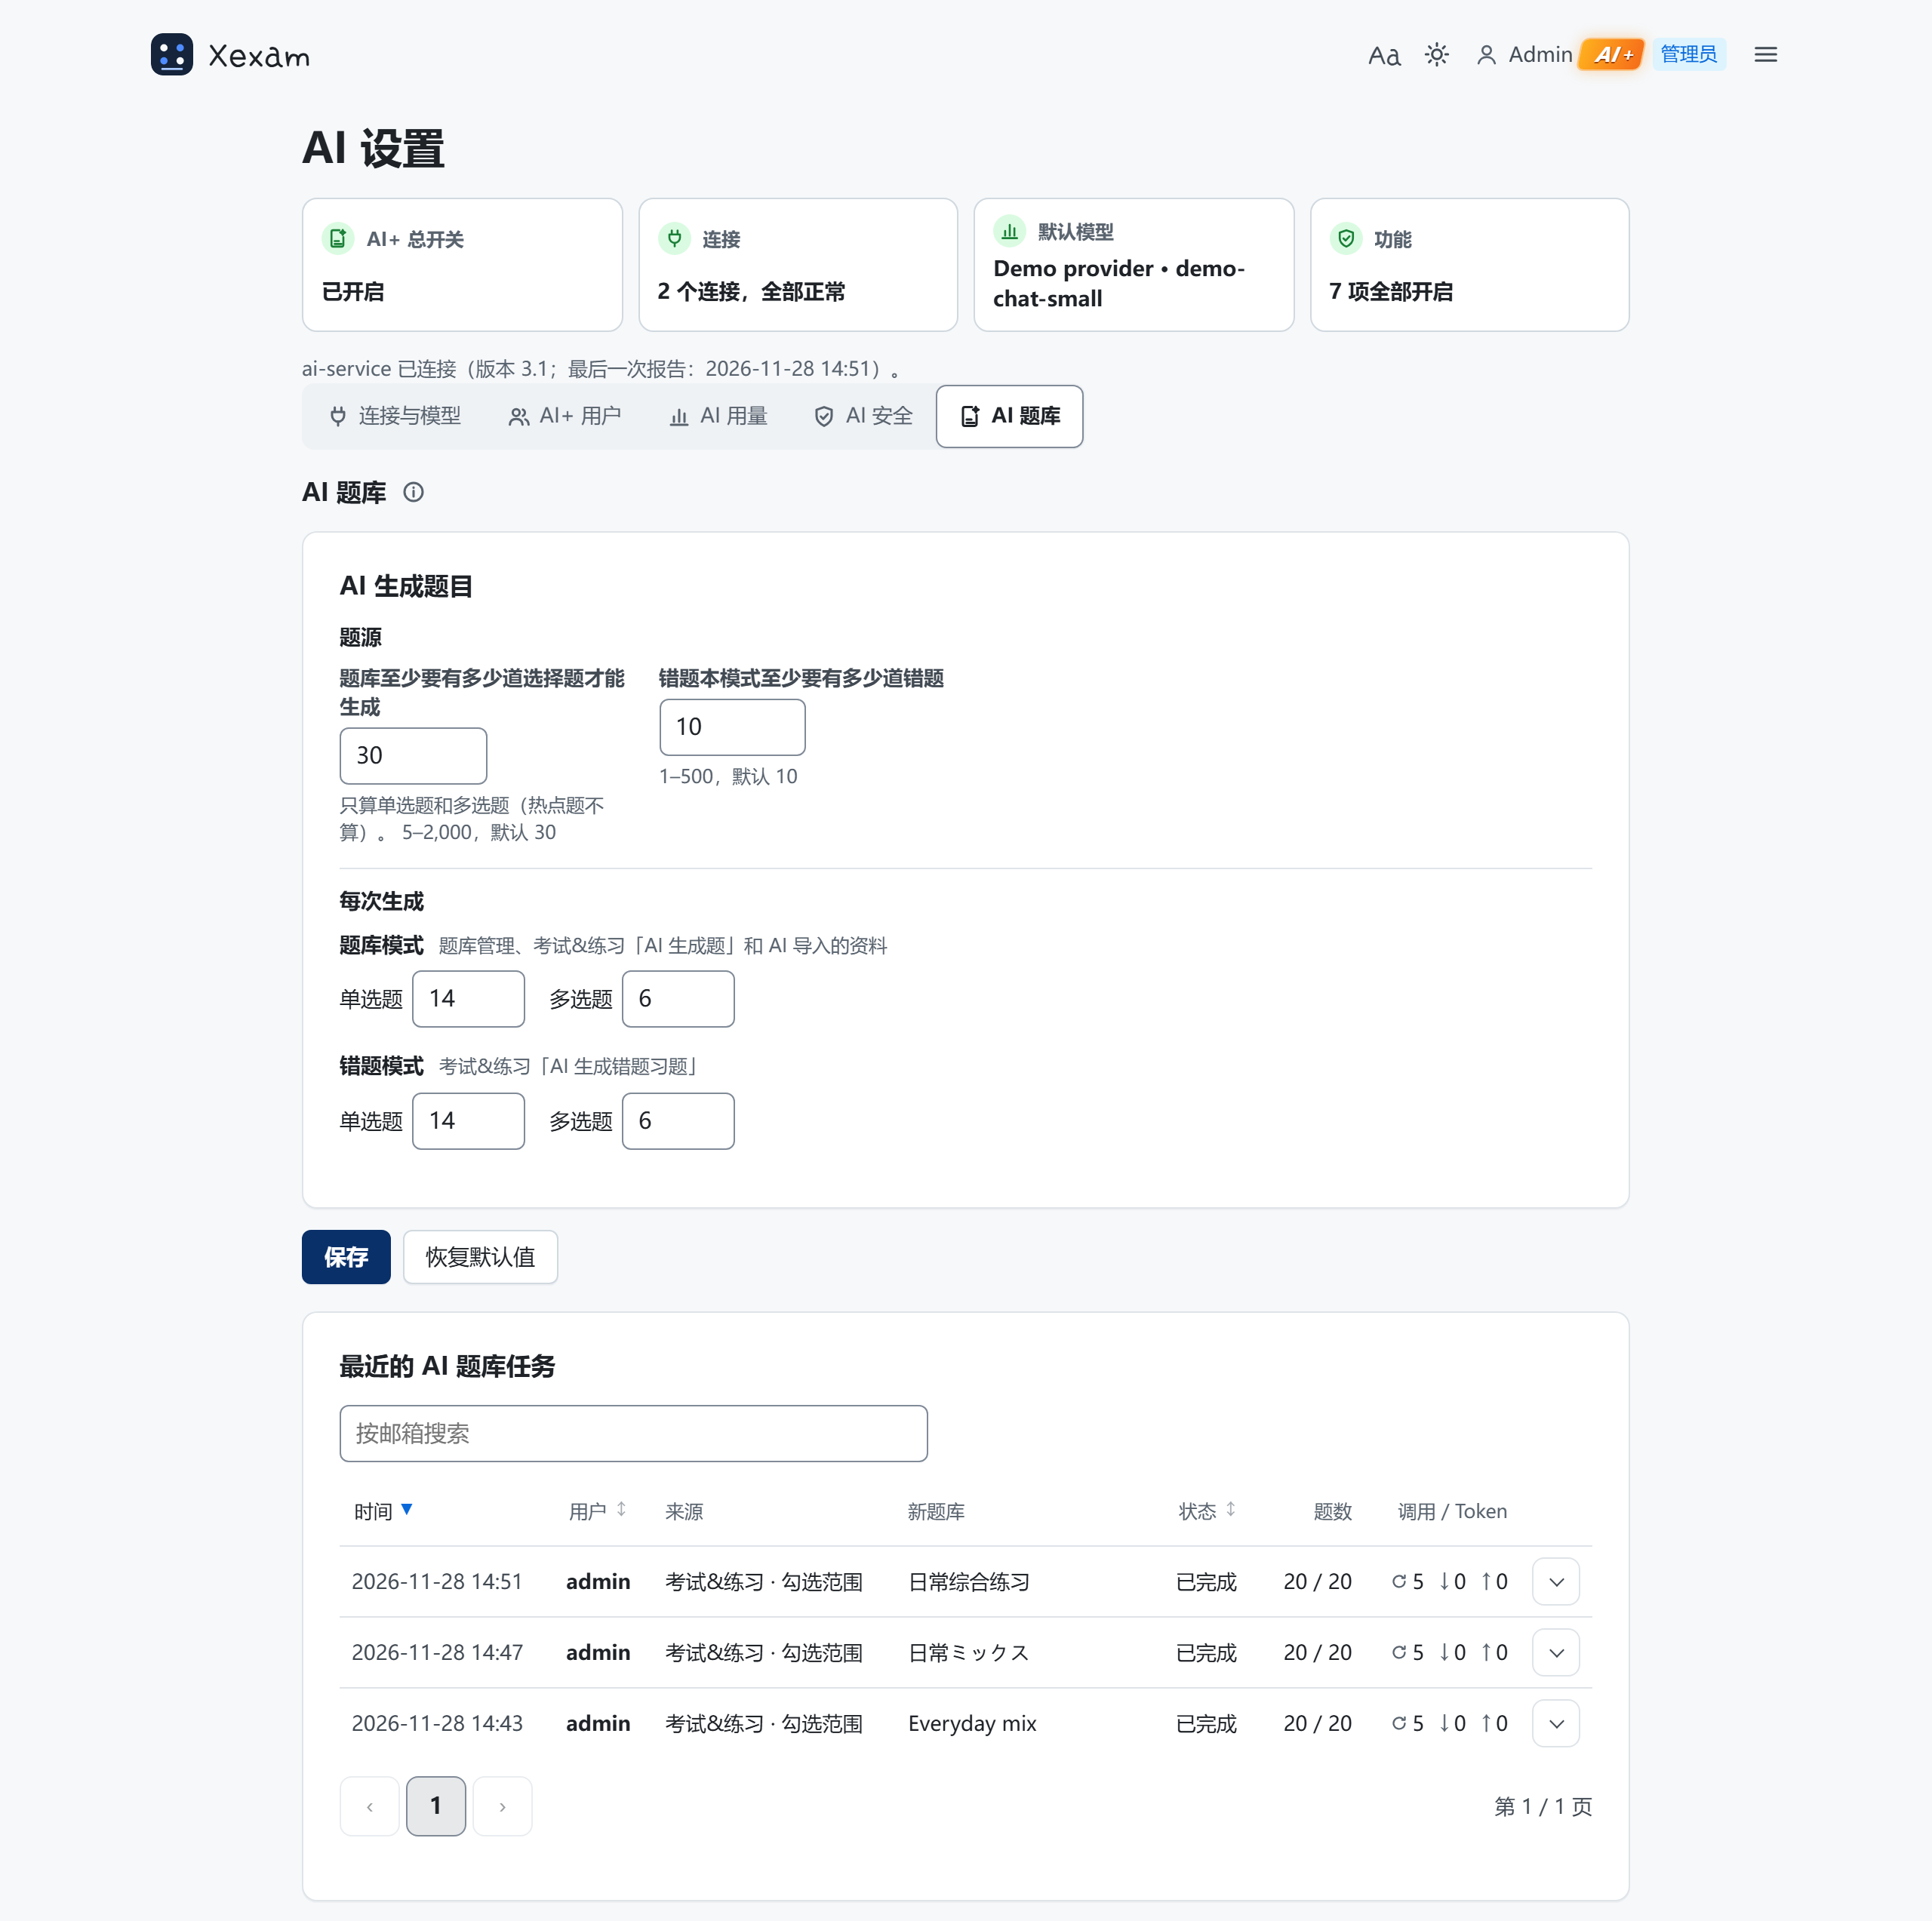 Xexam
Aa
Admin
AI+
管理员
AI 设置
AI+ 总开关
已开启
连接
2 个连接，全部正常
默认模型
Demo provider • demo-
chat-small
功能
7 项全部开启
ai-service 已连接（版本 3.1；最后一次报告：2026-11-28 14:51）。
连接与模型
AI+ 用户
AI 用量
AI 安全
AI 题库
AI 题库
AI 生成题目
题源
题库至少要有多少道选择题才能
生成
30
只算单选题和多选题（热点题不
算）。 5–2,000，默认 30
错题本模式至少要有多少道错题
10
1–500，默认 10
每次生成
题库模式 题库管理、考试&练习「AI 生成题」和 AI 导入的资料
单选题 14 多选题 6
错题模式 考试&练习「AI 生成错题习题」
单选题 14 多选题 6
保存
恢复默认值
最近的 AI 题库任务
按邮箱搜索
时间 ▼ 用户 ↕ 来源 新题库 状态 ↕ 题数 调用 / Token
2026-11-28 14:51 admin 考试&练习 · 勾选范围 日常综合练习 已完成 20 / 20 5 ↓0 ↑0
2026-11-28 14:47 admin 考试&练习 · 勾选范围 日常ミックス 已完成 20 / 20 5 ↓0 ↑0
2026-11-28 14:43 admin 考试&练习 · 勾选范围 Everyday mix 已完成 20 / 20 5 ↓0 ↑0
‹ 1 ›
第 1 / 1 页